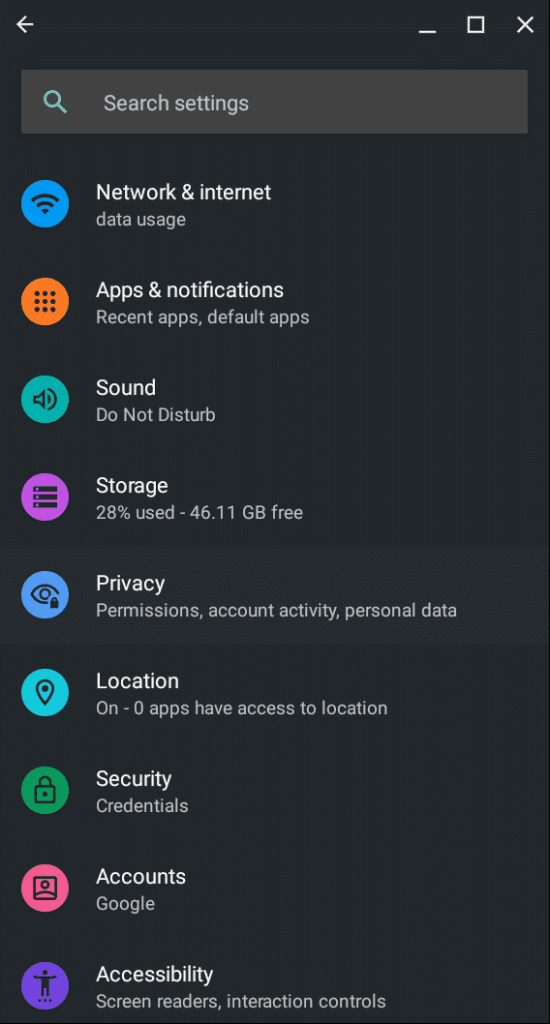 Search settings
Network & internet
data usage
Apps & notifications
Recent apps, default apps
Sound
Do Not Disturb
Storage
28% used - 46.11 GB free
Privacy
Permissions, account activity, personal data
Location
On - 0 apps have access to location
Security
Credentials
Accounts
Google
Accessibility
Screen readers, interaction controls